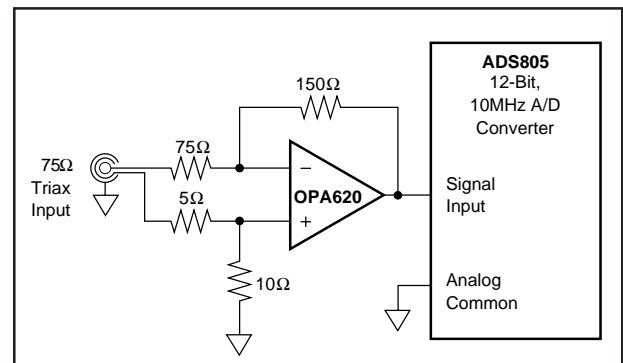 150Ω
ADS805
12-Bit,
10MHz A/D
Converter
75Ω
Triax
Input
75Ω
−
OPA620
+
5Ω
10Ω
Signal
Input
Analog
Common